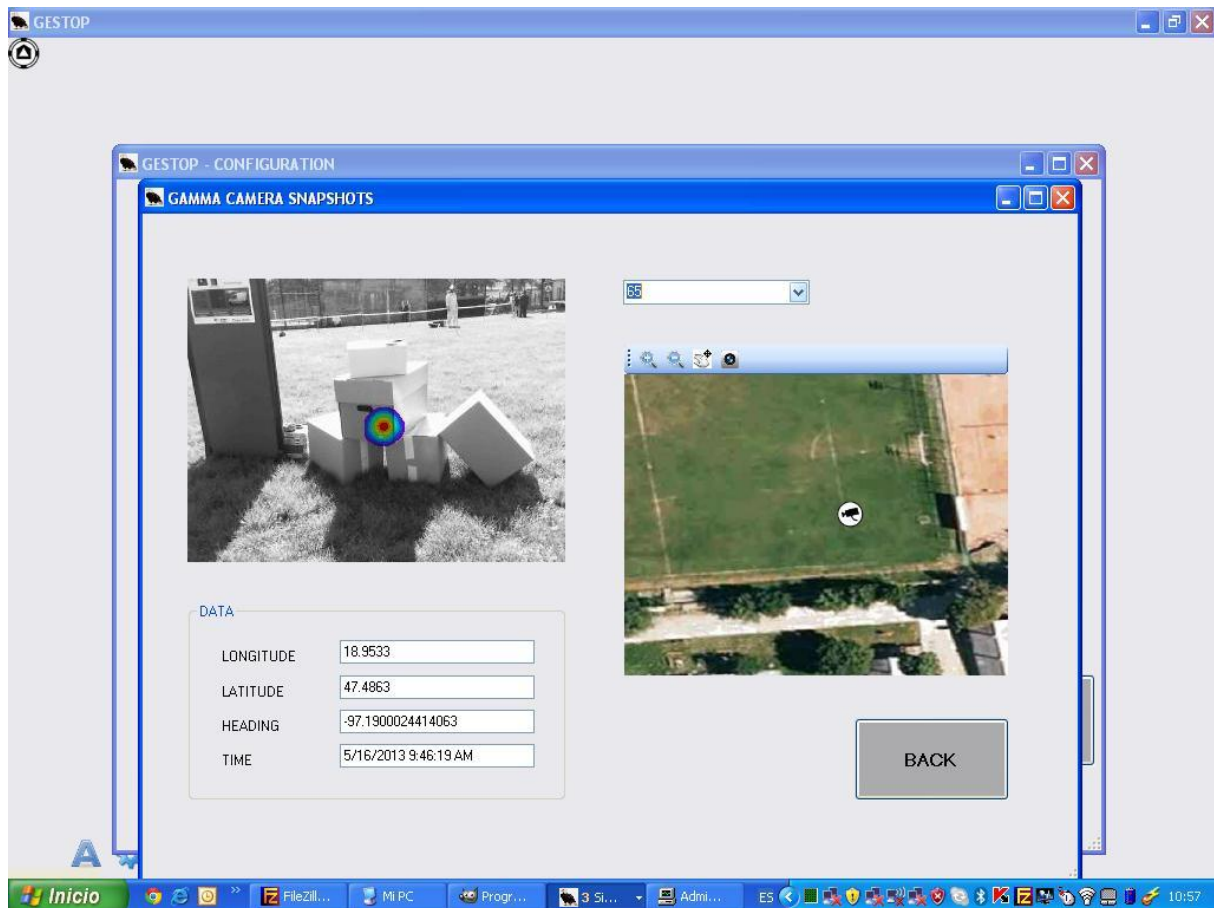 GESTOP
GESTOP - CONFIGURATION
GAMMA CAMERA SNAPSHOTS
65
DATA
LONGITUDE 18.9533
LATITUDE 47.4863
HEADING -97.1900024414063
TIME 5/16/2013 9:46:19 AM
BACK
A
Inicio FileZill... Mi PC Progr... 3 Si... Admi... ES 10:57